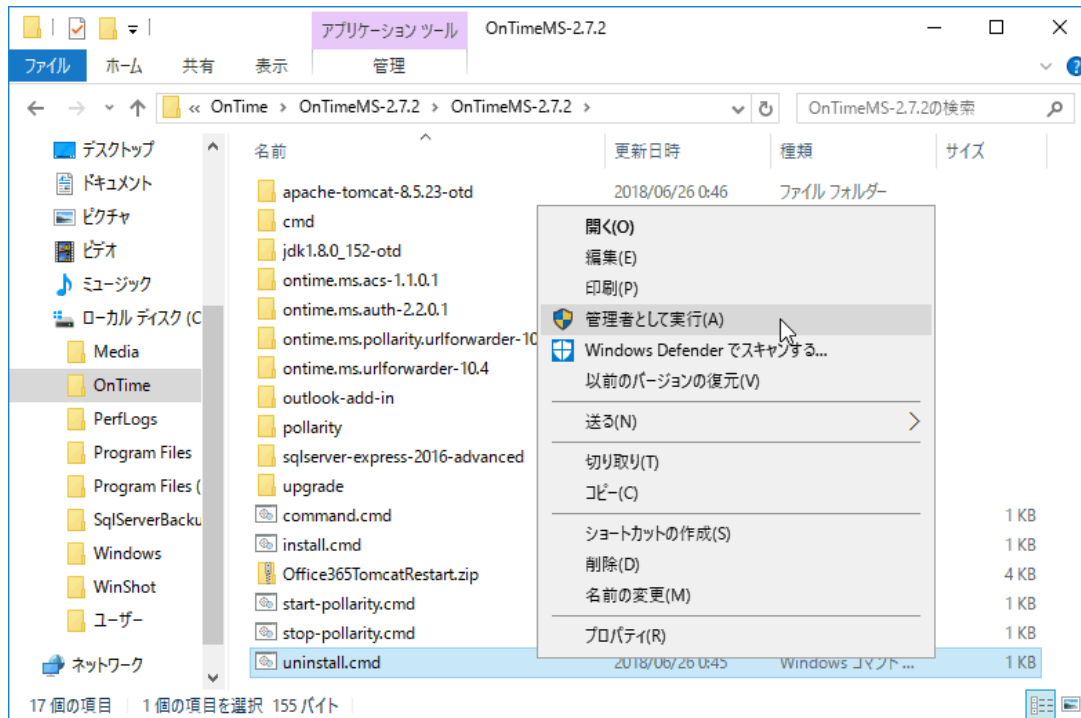 アプリケーション ツール
OnTimeMS-2.7.2
ファイル
ホーム
共有
表示
管理
« OnTime › OnTimeMS-2.7.2 › OnTimeMS-2.7.2 ›
OnTimeMS-2.7.2の検索
デスクトップ
ドキュメント
ピクチャ
ビデオ
ミュージック
ローカル ディスク (C
Media
OnTime
PerfLogs
Program Files
Program Files (
SqlServerBacku
Windows
WinShot
ユーザー
ネットワーク
名前 更新日時 種類 サイズ
apache-tomcat-8.5.23-otd 2018/06/26 0:46 ファイル フォルダー
cmd
jdk1.8.0_152-otd
ontime.ms.acs-1.1.0.1
ontime.ms.auth-2.2.0.1
ontime.ms.pollarity.urlforwarder-10
ontime.ms.urlforwarder-10.4
outlook-add-in
pollarity
sqlserver-express-2016-advanced
upgrade
command.cmd 1 KB
install.cmd 1 KB
Office365TomcatRestart.zip 4 KB
start-pollarity.cmd 1 KB
stop-pollarity.cmd 1 KB
uninstall.cmd 2018/06/26 0:45 Windows コマンド ... 1 KB
開く(O)
編集(E)
印刷(P)
管理者として実行(A)
Windows Defender でスキャンする...
以前のバージョンの復元(V)
送る(N)
切り取り(T)
コピー(C)
ショートカットの作成(S)
削除(D)
名前の変更(M)
プロパティ(R)
17 個の項目 1 個の項目を選択 155 バイト